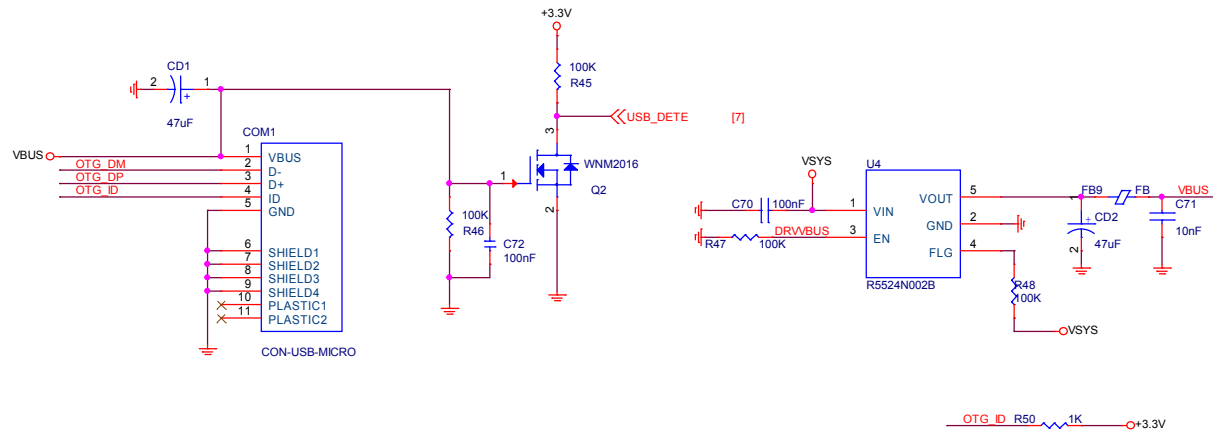 +3.3V
100K
R45
USB_DETE [7]
CD1
2 1
+
47uF
COM1
VBUS
OTG_DM
OTG_DP
OTG_ID
1 VBUS
2 D-
3 D+
4 ID
5 GND
6 SHIELD1
7 SHIELD2
8 SHIELD3
9 SHIELD4
10 PLASTIC1
11 PLASTIC2
CON-USB-MICRO
3
1
2
WNM2016
Q2
100K
R46
C72
100nF
VSYS
C70 100nF
R47 100K
DRVVBUS
U4
1 VIN
3 EN
VOUT 5
GND 2
FLG 4
R5524N002B
1
+
CD2
2
47uF
FB9 FB
VBUS
C71
10nF
R48
100K
VSYS
OTG_ID R50 1K +3.3V